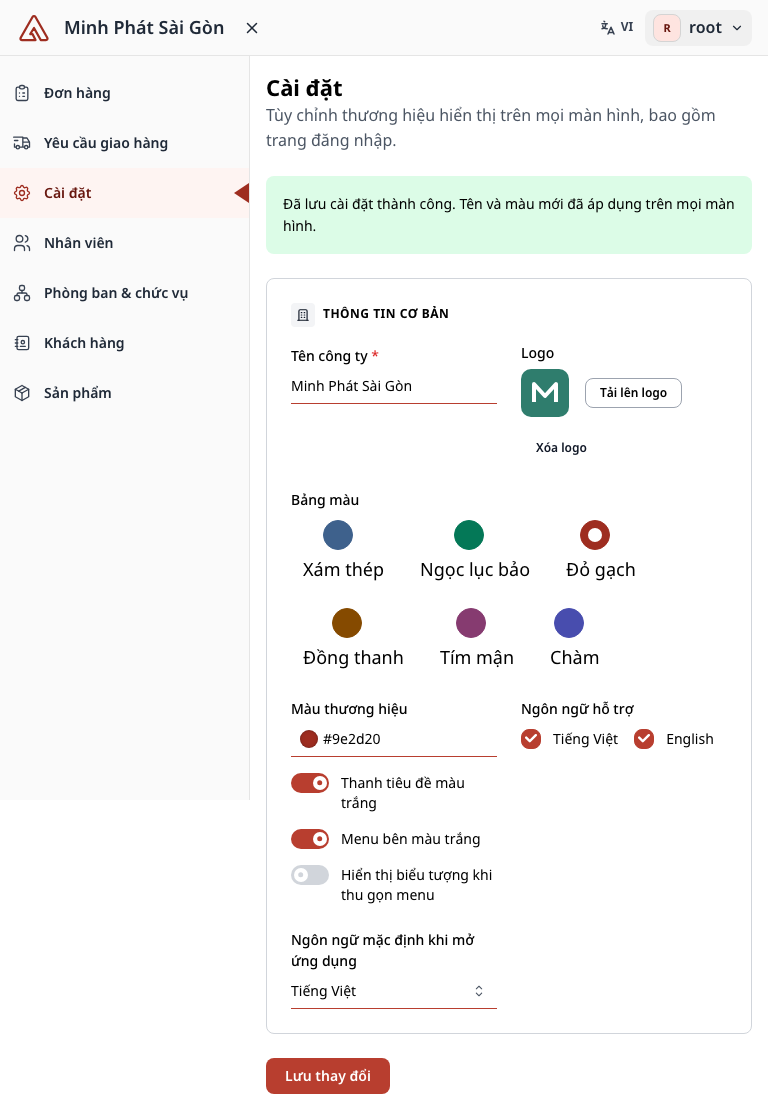 Minh Phát Sài Gòn
VI
R
root
Đơn hàng
Yêu cầu giao hàng
Cài đặt
Nhân viên
Phòng ban & chức vụ
Khách hàng
Sản phẩm
Cài đặt
Tùy chỉnh thương hiệu hiển thị trên mọi màn hình, bao gồm
trang đăng nhập.
Đã lưu cài đặt thành công. Tên và màu mới đã áp dụng trên mọi màn
hình.
THÔNG TIN CƠ BẢN
Tên công ty *
Minh Phát Sài Gòn
Logo
M
Tải lên logo
Xóa logo
Bảng màu
Xám thép
Ngọc lục bảo
Đỏ gạch
Đồng thanh
Tím mận
Chàm
Màu thương hiệu
#9e2d20
Ngôn ngữ hỗ trợ
Tiếng Việt
English
Thanh tiêu đề màu
trắng
Menu bên màu trắng
Hiển thị biểu tượng khi
thu gọn menu
Ngôn ngữ mặc định khi mở
ứng dụng
Tiếng Việt
Lưu thay đổi